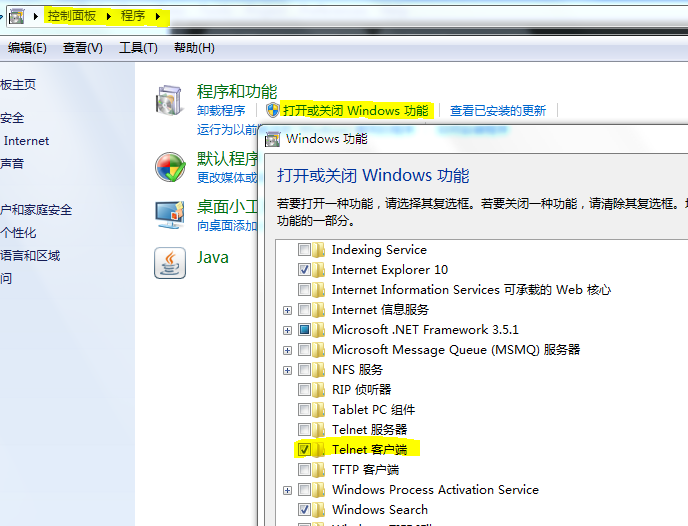 控制面板 程序
编辑(E) 查看(V) 工具(T) 帮助(H)
板主页
安全
Internet
声音
户和家庭安全
个性化
语言和区域
问
程序和功能
卸载程序 打开或关闭 Windows 功能 查看已安装的更新
运行为以前
默认程序
更改媒体或
桌面小工
向桌面添加
Java
Windows 功能
打开或关闭 Windows 功能
若要打开一种功能，请选择其复选框。若要关闭一种功能，请清除其复选框。
功能的一部分。
Indexing Service
Internet Explorer 10
Internet Information Services 可承载的 Web 核心
Internet 信息服务
Microsoft .NET Framework 3.5.1
Microsoft Message Queue (MSMQ) 服务器
NFS 服务
RIP 侦听器
Tablet PC 组件
Telnet 服务器
Telnet 客户端
TFTP 客户端
Windows Process Activation Service
Windows Search